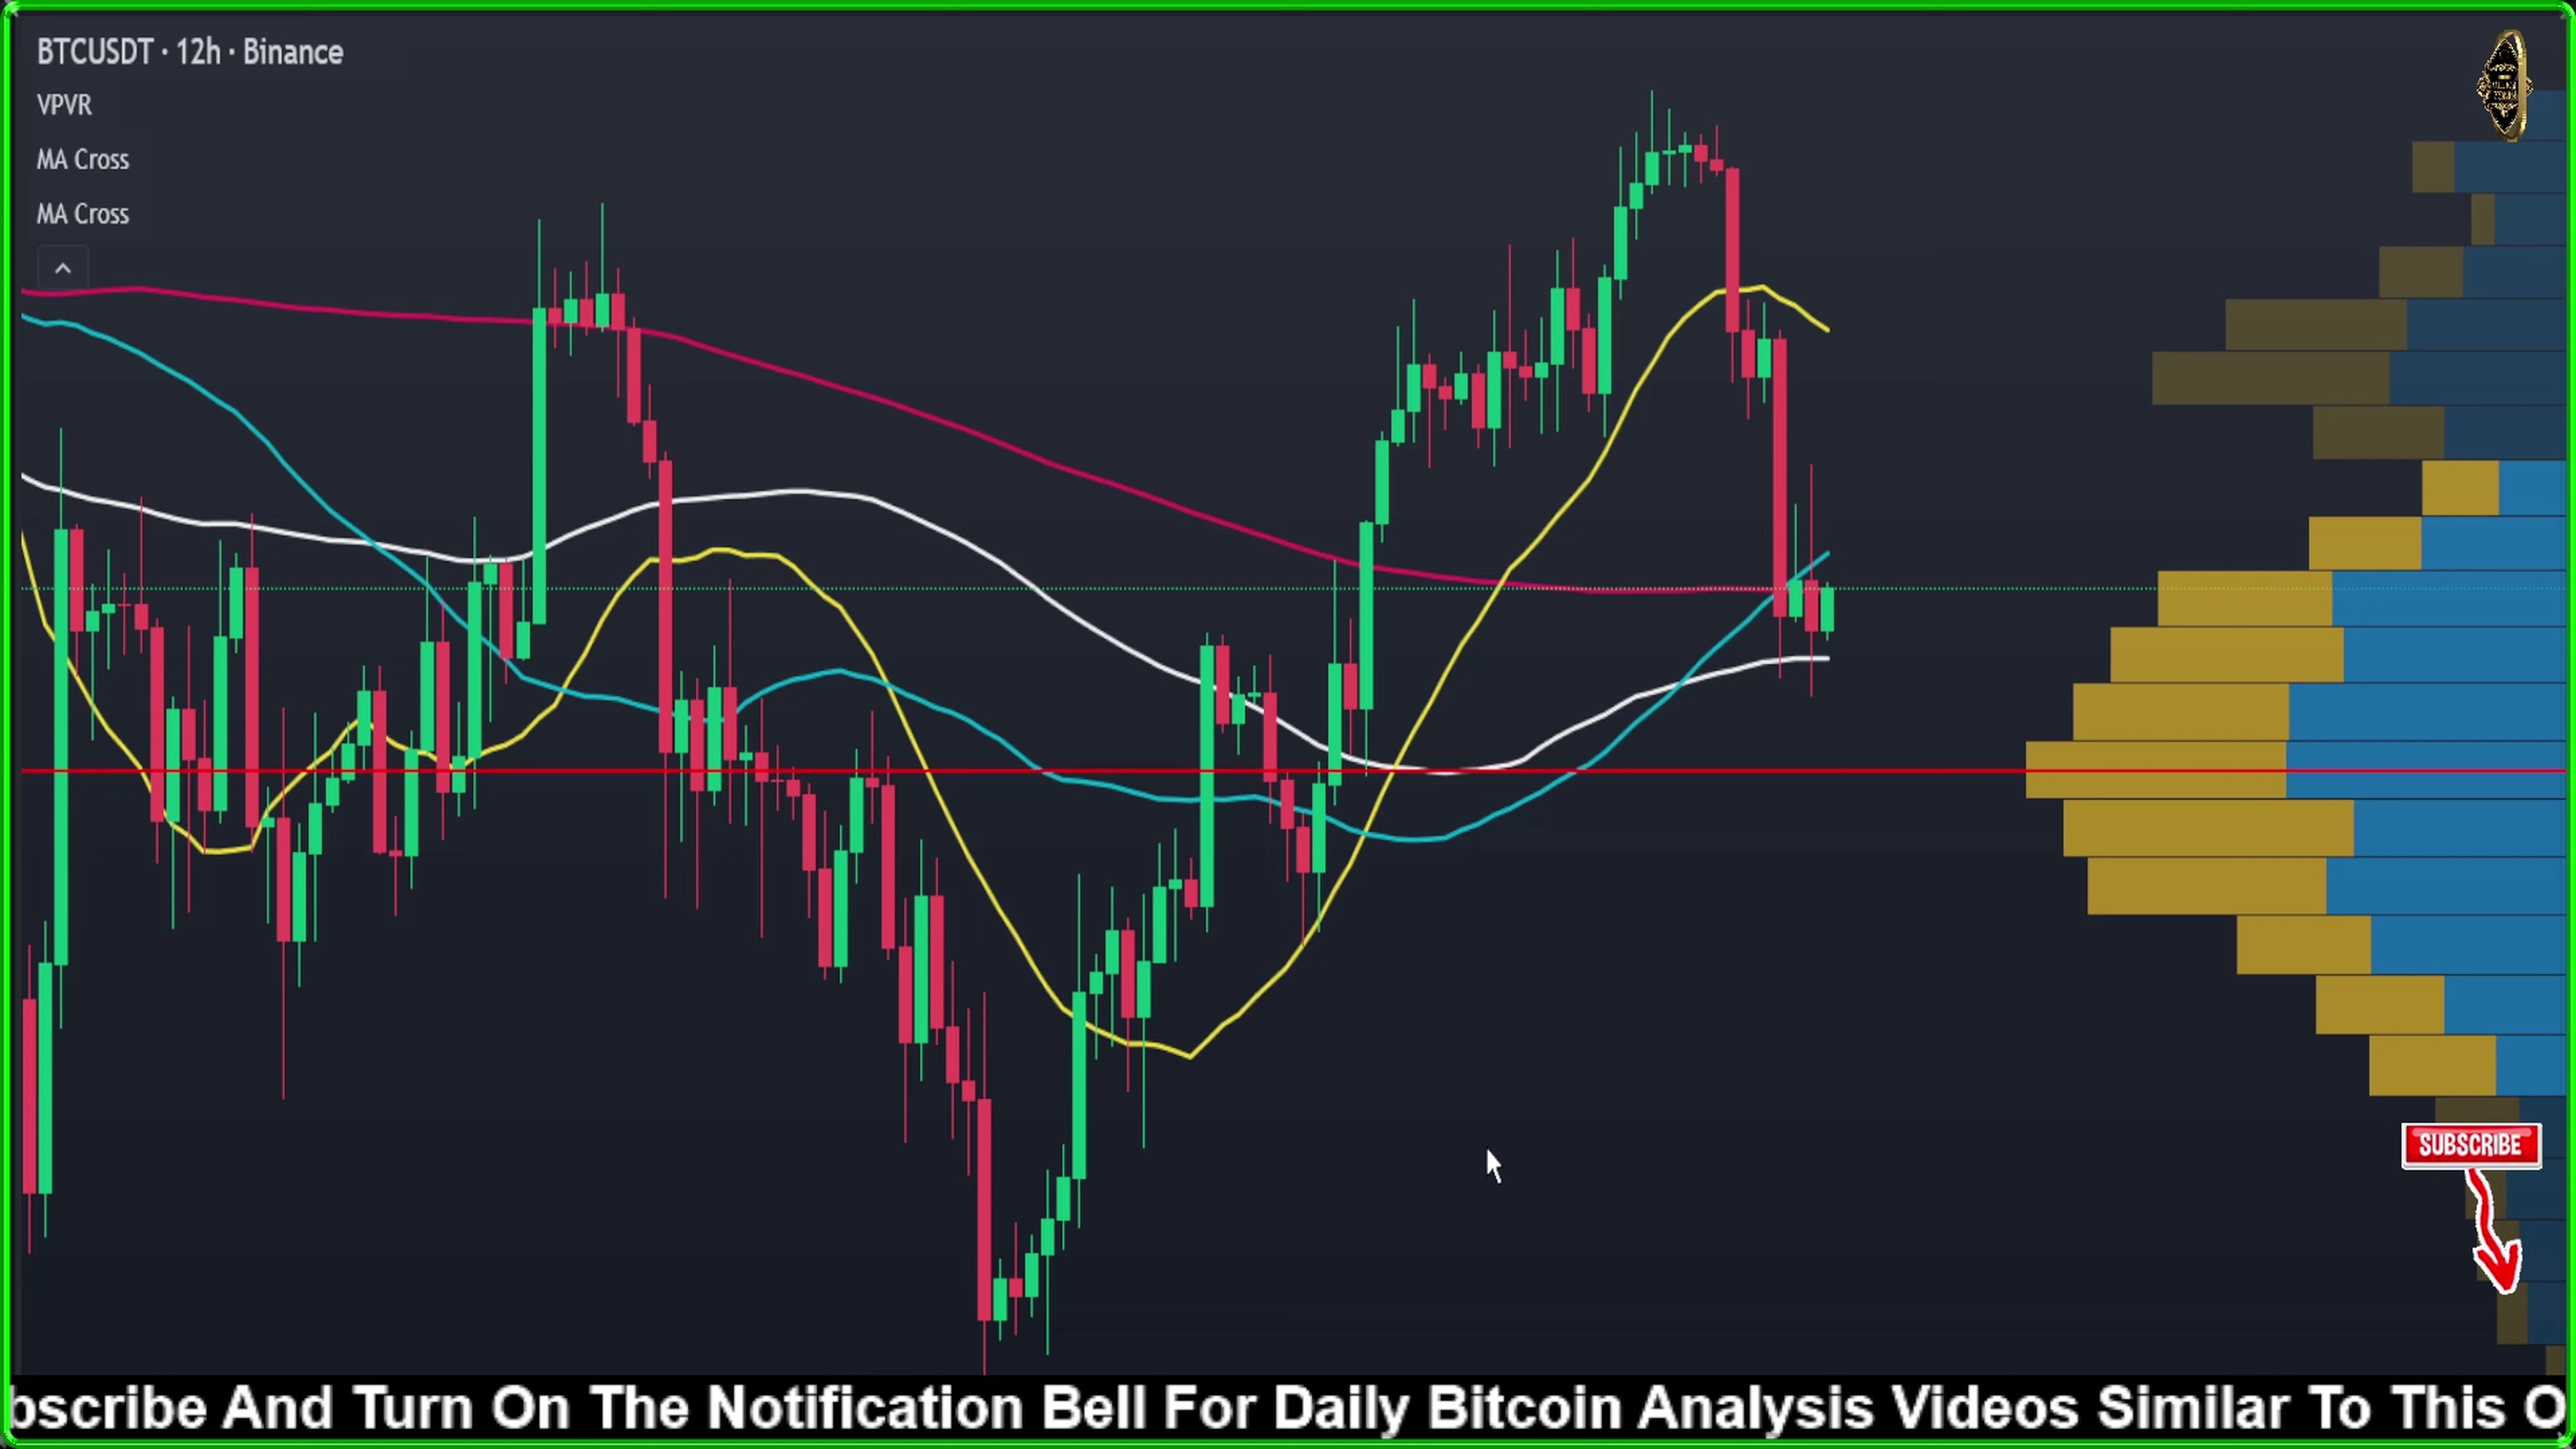 BTCUSDT · 12h · Binance
VPVR
MA Cross
MA Cross
SUBSCRIBE
bscribe And Turn On The Notification Bell For Daily Bitcoin Analysis Videos Similar To This O